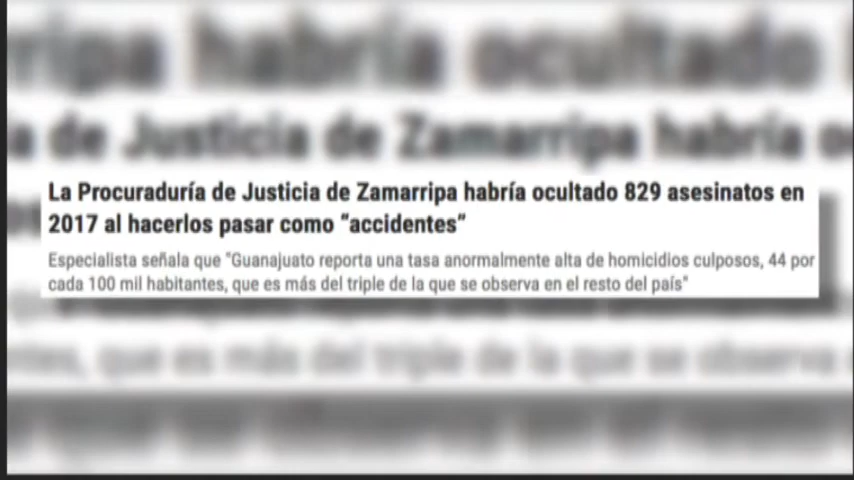 La Procuraduría de Justicia de Zamarripa habría ocultado 829 asesinatos en
2017 al hacerlos pasar como “accidentes”
Especialista señala que "Guanajuato reporta una tasa anormalmente alta de homicidios culposos, 44 por
cada 100 mil habitantes, que es más del triple de la que se observa en el resto del país"